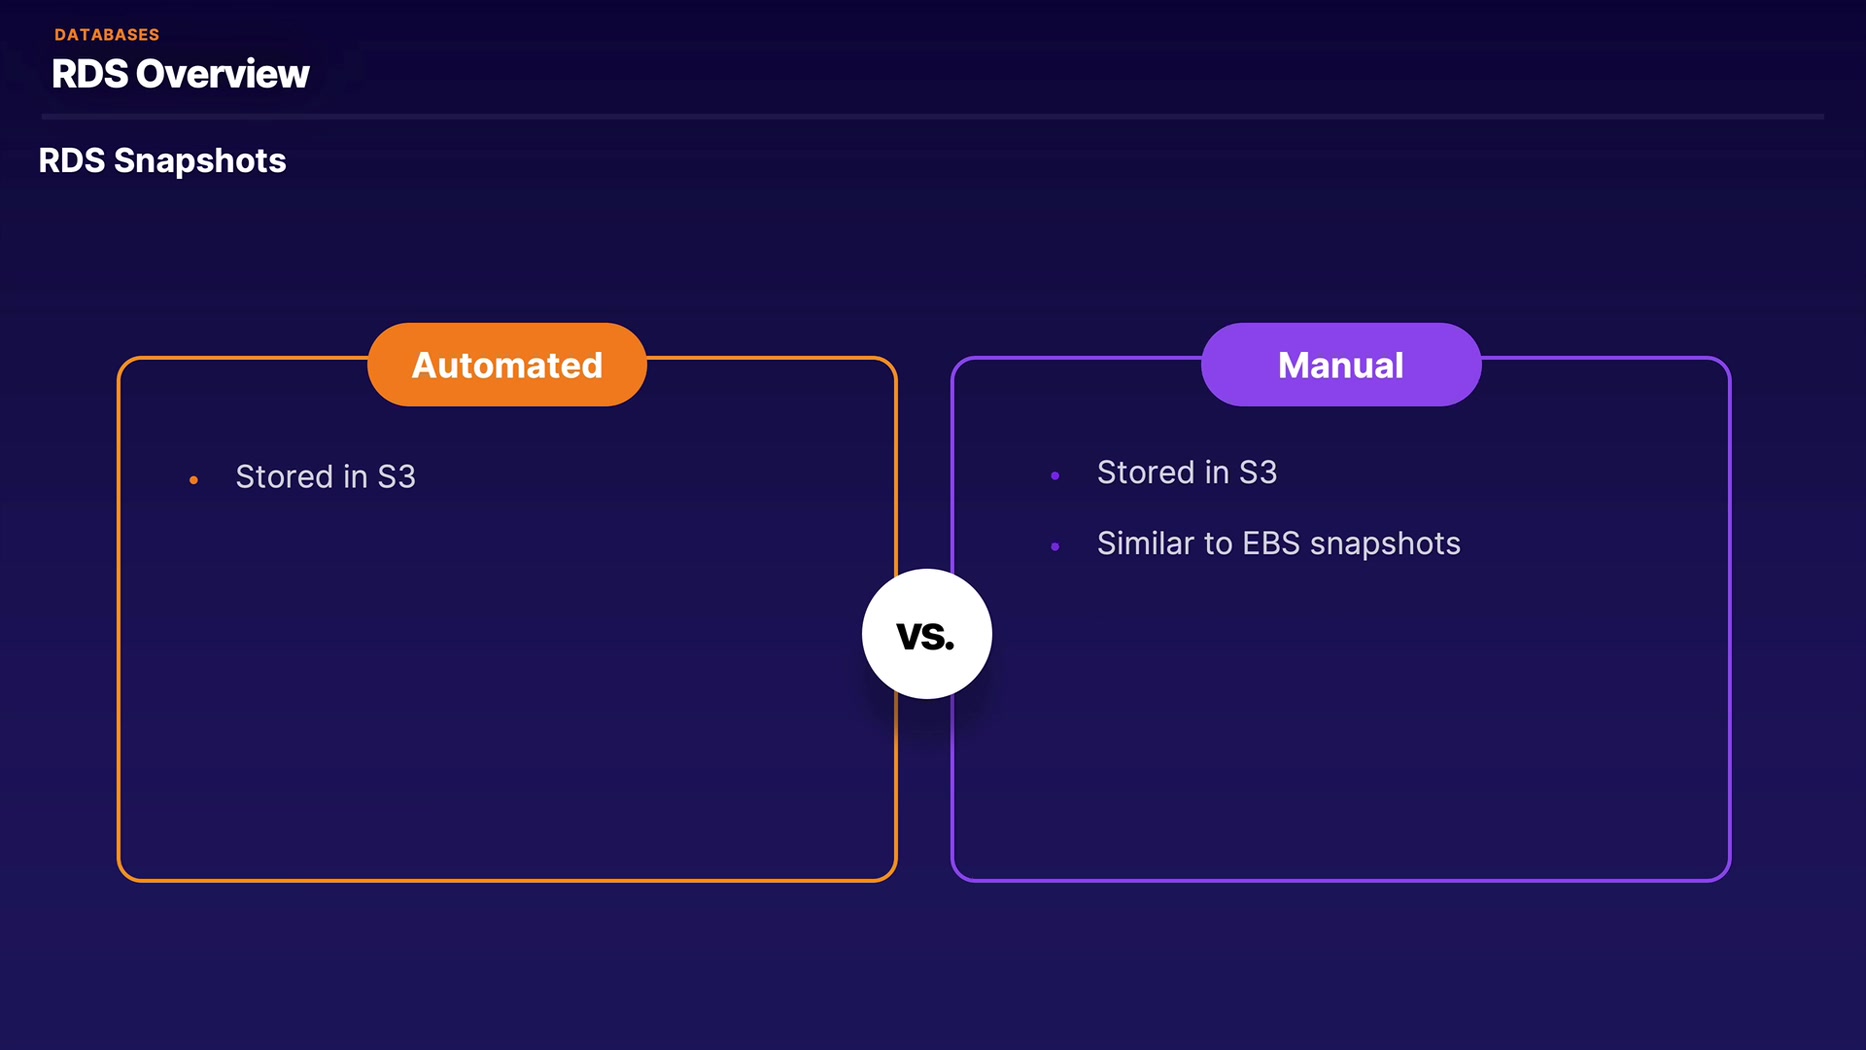 DATABASES
RDS Overview
RDS Snapshots
Automated
Stored in S3
vs.
Manual
Stored in S3
Similar to EBS snapshots